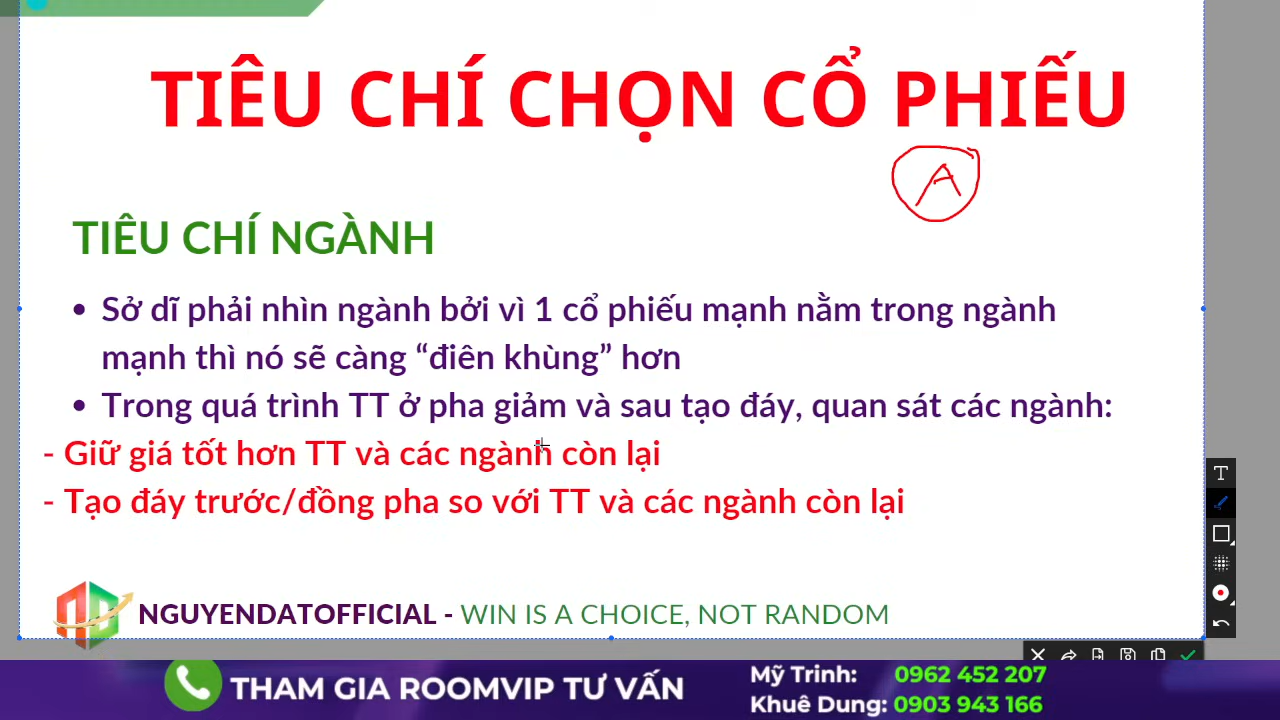 TIÊU CHÍ CHỌN CỔ PHIẾU
A
TIÊU CHÍ NGÀNH
• Sở dĩ phải nhìn ngành bởi vì 1 cổ phiếu mạnh nằm trong ngành
mạnh thì nó sẽ càng “điên khùng” hơn
• Trong quá trình TT ở pha giảm và sau tạo đáy, quan sát các ngành:
- Giữ giá tốt hơn TT và các ngành còn lại
- Tạo đáy trước/đồng pha so với TT và các ngành còn lại
NGUYENDATOFFICIAL - WIN IS A CHOICE, NOT RANDOM
T
THAM GIA ROOMVIP TƯ VẤN
Mỹ Trinh: 0962 452 207
Khuê Dung: 0903 943 166